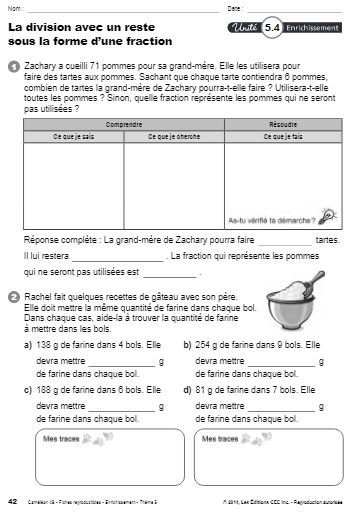 Nom : Date :
La division avec un reste
sous la forme d'une fraction
Unité 5.4 Enrichissement
1 Zachary a cueilli 71 pommes pour sa grand-mère. Elle les utilisera pour
faire des tartes aux pommes. Sachant que chaque tarte contiendra 6 pommes,
combien de tartes la grand-mère de Zachary pourra-t-elle faire ? Utilisera-t-elle
toutes les pommes ? Sinon, quelle fraction représente les pommes qui ne seront
pas utilisées ?
Comprendre Résoudre
Ce que je sais Ce que je cherche Ce que je fais
As-tu vérifié ta démarche ?
Réponse complète : La grand-mère de Zachary pourra faire tartes.
Il lui restera . La fraction qui représente les pommes
qui ne seront pas utilisées est .
2 Rachel fait quelques recettes de gâteau avec son père.
Elle doit mettre la même quantité de farine dans chaque bol.
Dans chaque cas, aide-la à trouver la quantité de farine
à mettre dans les bols.
a) 138 g de farine dans 4 bols. Elle
devra mettre g
de farine dans chaque bol.
b) 254 g de farine dans 9 bols. Elle
devra mettre g
de farine dans chaque bol.
c) 188 g de farine dans 6 bols. Elle
devra mettre g
de farine dans chaque bol.
d) 81 g de farine dans 7 bols. Elle
devra mettre g
de farine dans chaque bol.
Mes traces
Mes traces
42 Caméléon 4B - Fiches reproductibles - Enrichissement - Thème 5
© 2014, Les Éditions CEC inc. - Reproduction autorisée